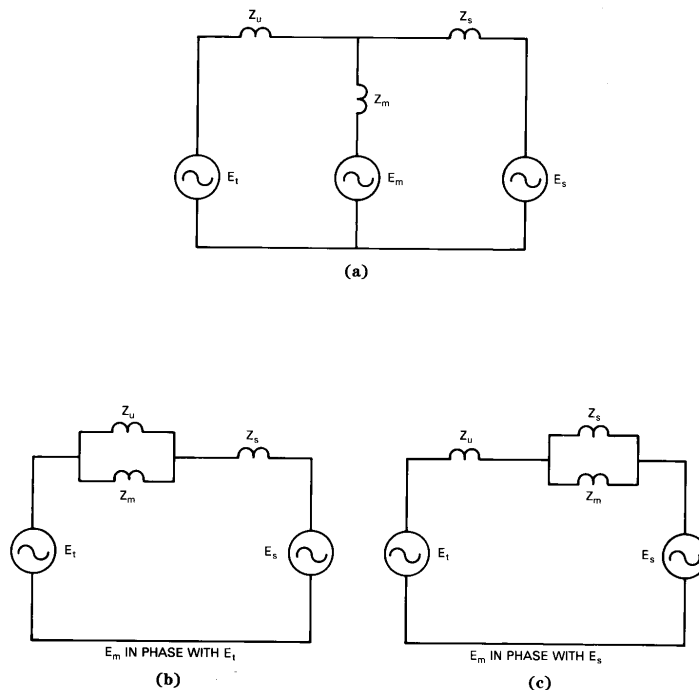 Zu
Zs
Zm
Et
Em
Es
(a)
Zu
Zs
Zm
Et
Es
EM IN PHASE WITH Et
(b)
Zs
Zu
Zm
Et
Es
Em IN PHASE WITH Es
(c)